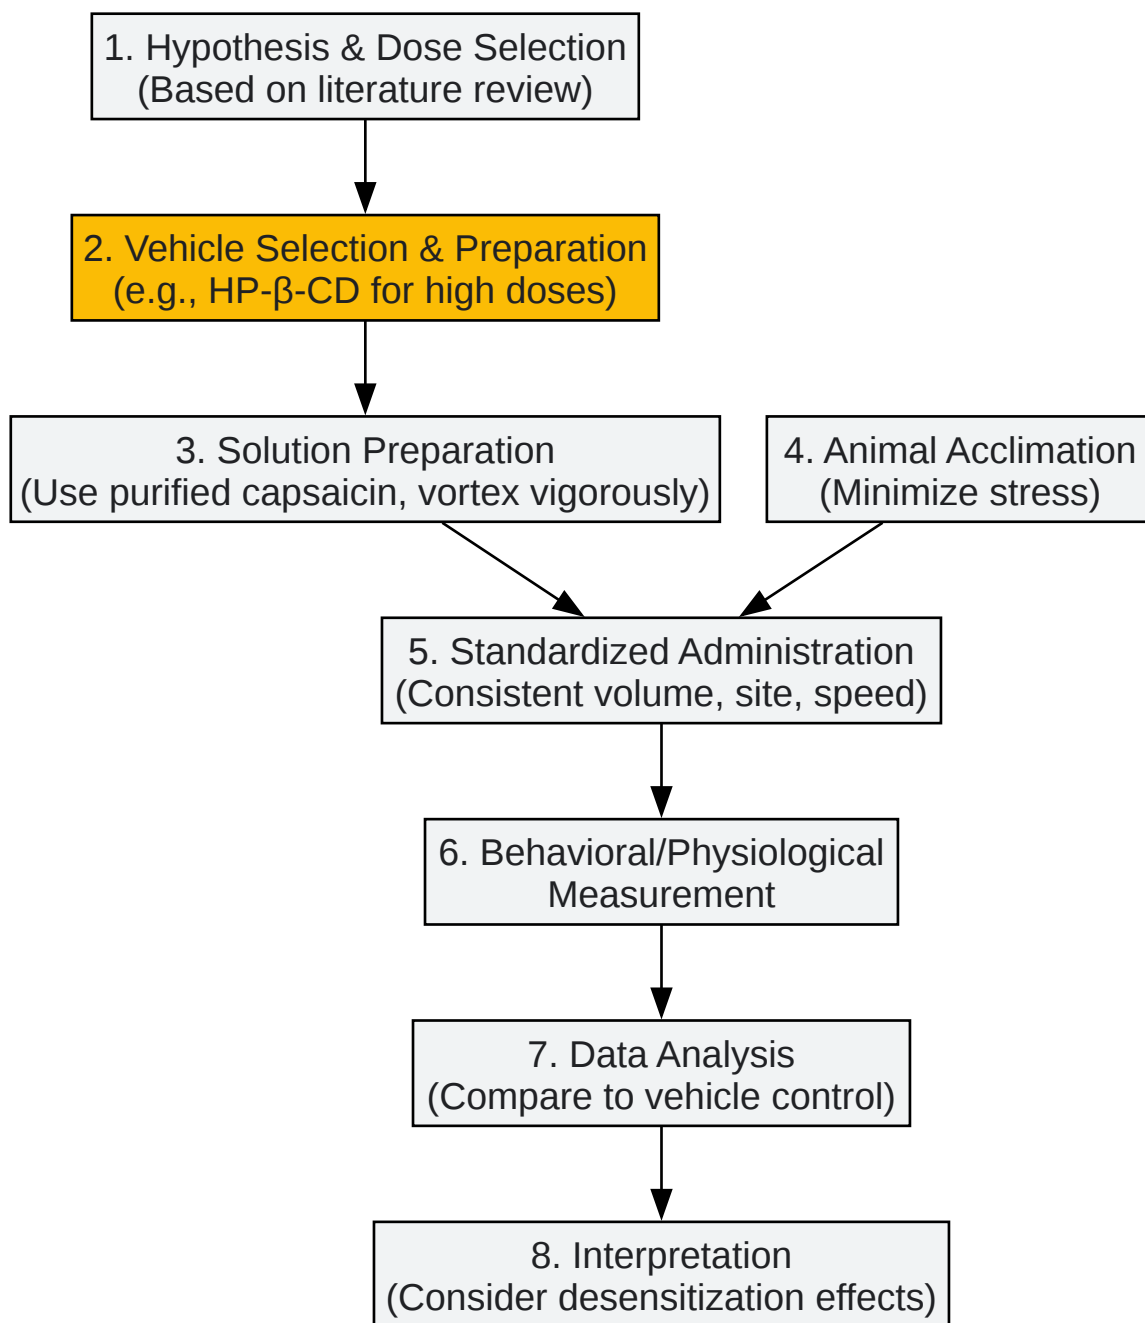 1. Hypothesis & Dose Selection
(Based on literature review)
2. Vehicle Selection & Preparation
(e.g., HP-β-CD for high doses)
3. Solution Preparation
(Use purified capsaicin, vortex vigorously)
4. Animal Acclimation
(Minimize stress)
5. Standardized Administration
(Consistent volume, site, speed)
6. Behavioral/Physiological
Measurement
7. Data Analysis
(Compare to vehicle control)
8. Interpretation
(Consider desensitization effects)